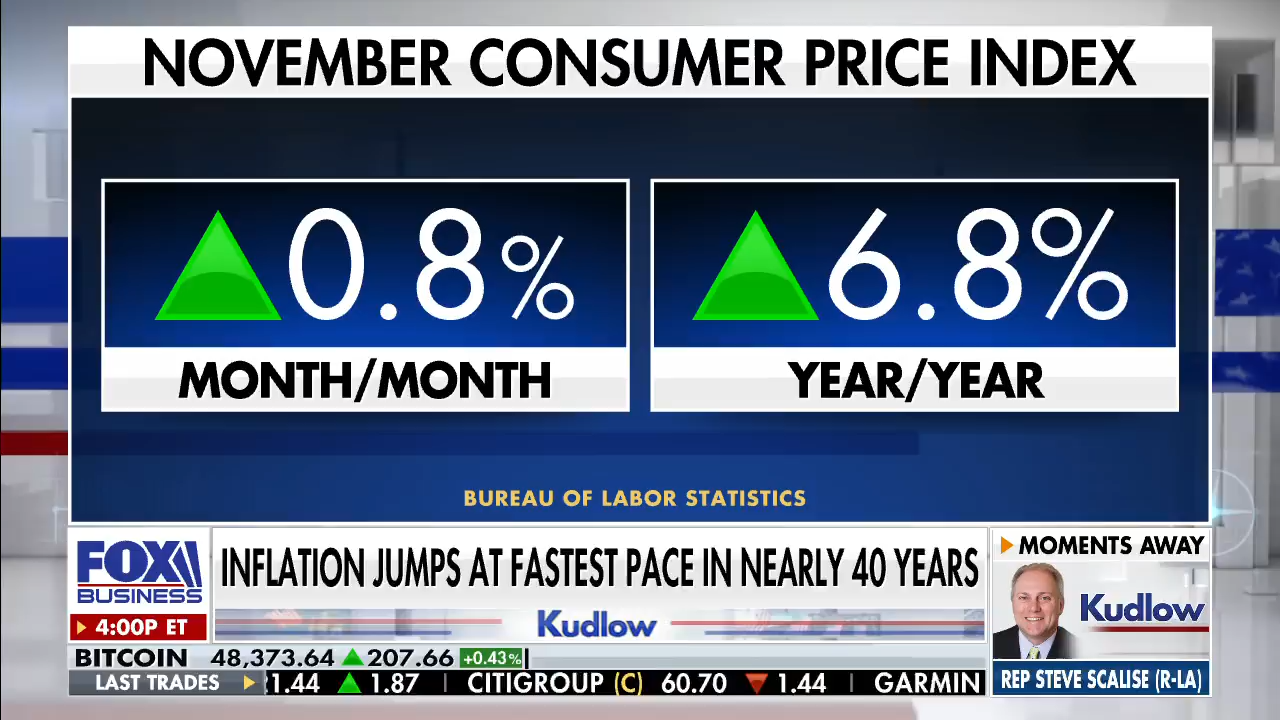 NOVEMBER CONSUMER PRICE INDEX
0.8%
MONTH/MONTH
6.8%
YEAR/YEAR
BUREAU OF LABOR STATISTICS
FOX BUSINESS
4:00P ET
INFLATION JUMPS AT FASTEST PACE IN NEARLY 40 YEARS
Kudlow
MOMENTS AWAY
Kudlow
REP STEVE SCALISE (R-LA)
BITCOIN 48,373.64 207.66 +0.43%
LAST TRADES 1.44 1.87 | CITIGROUP (C) 60.70 1.44 | GARMIN